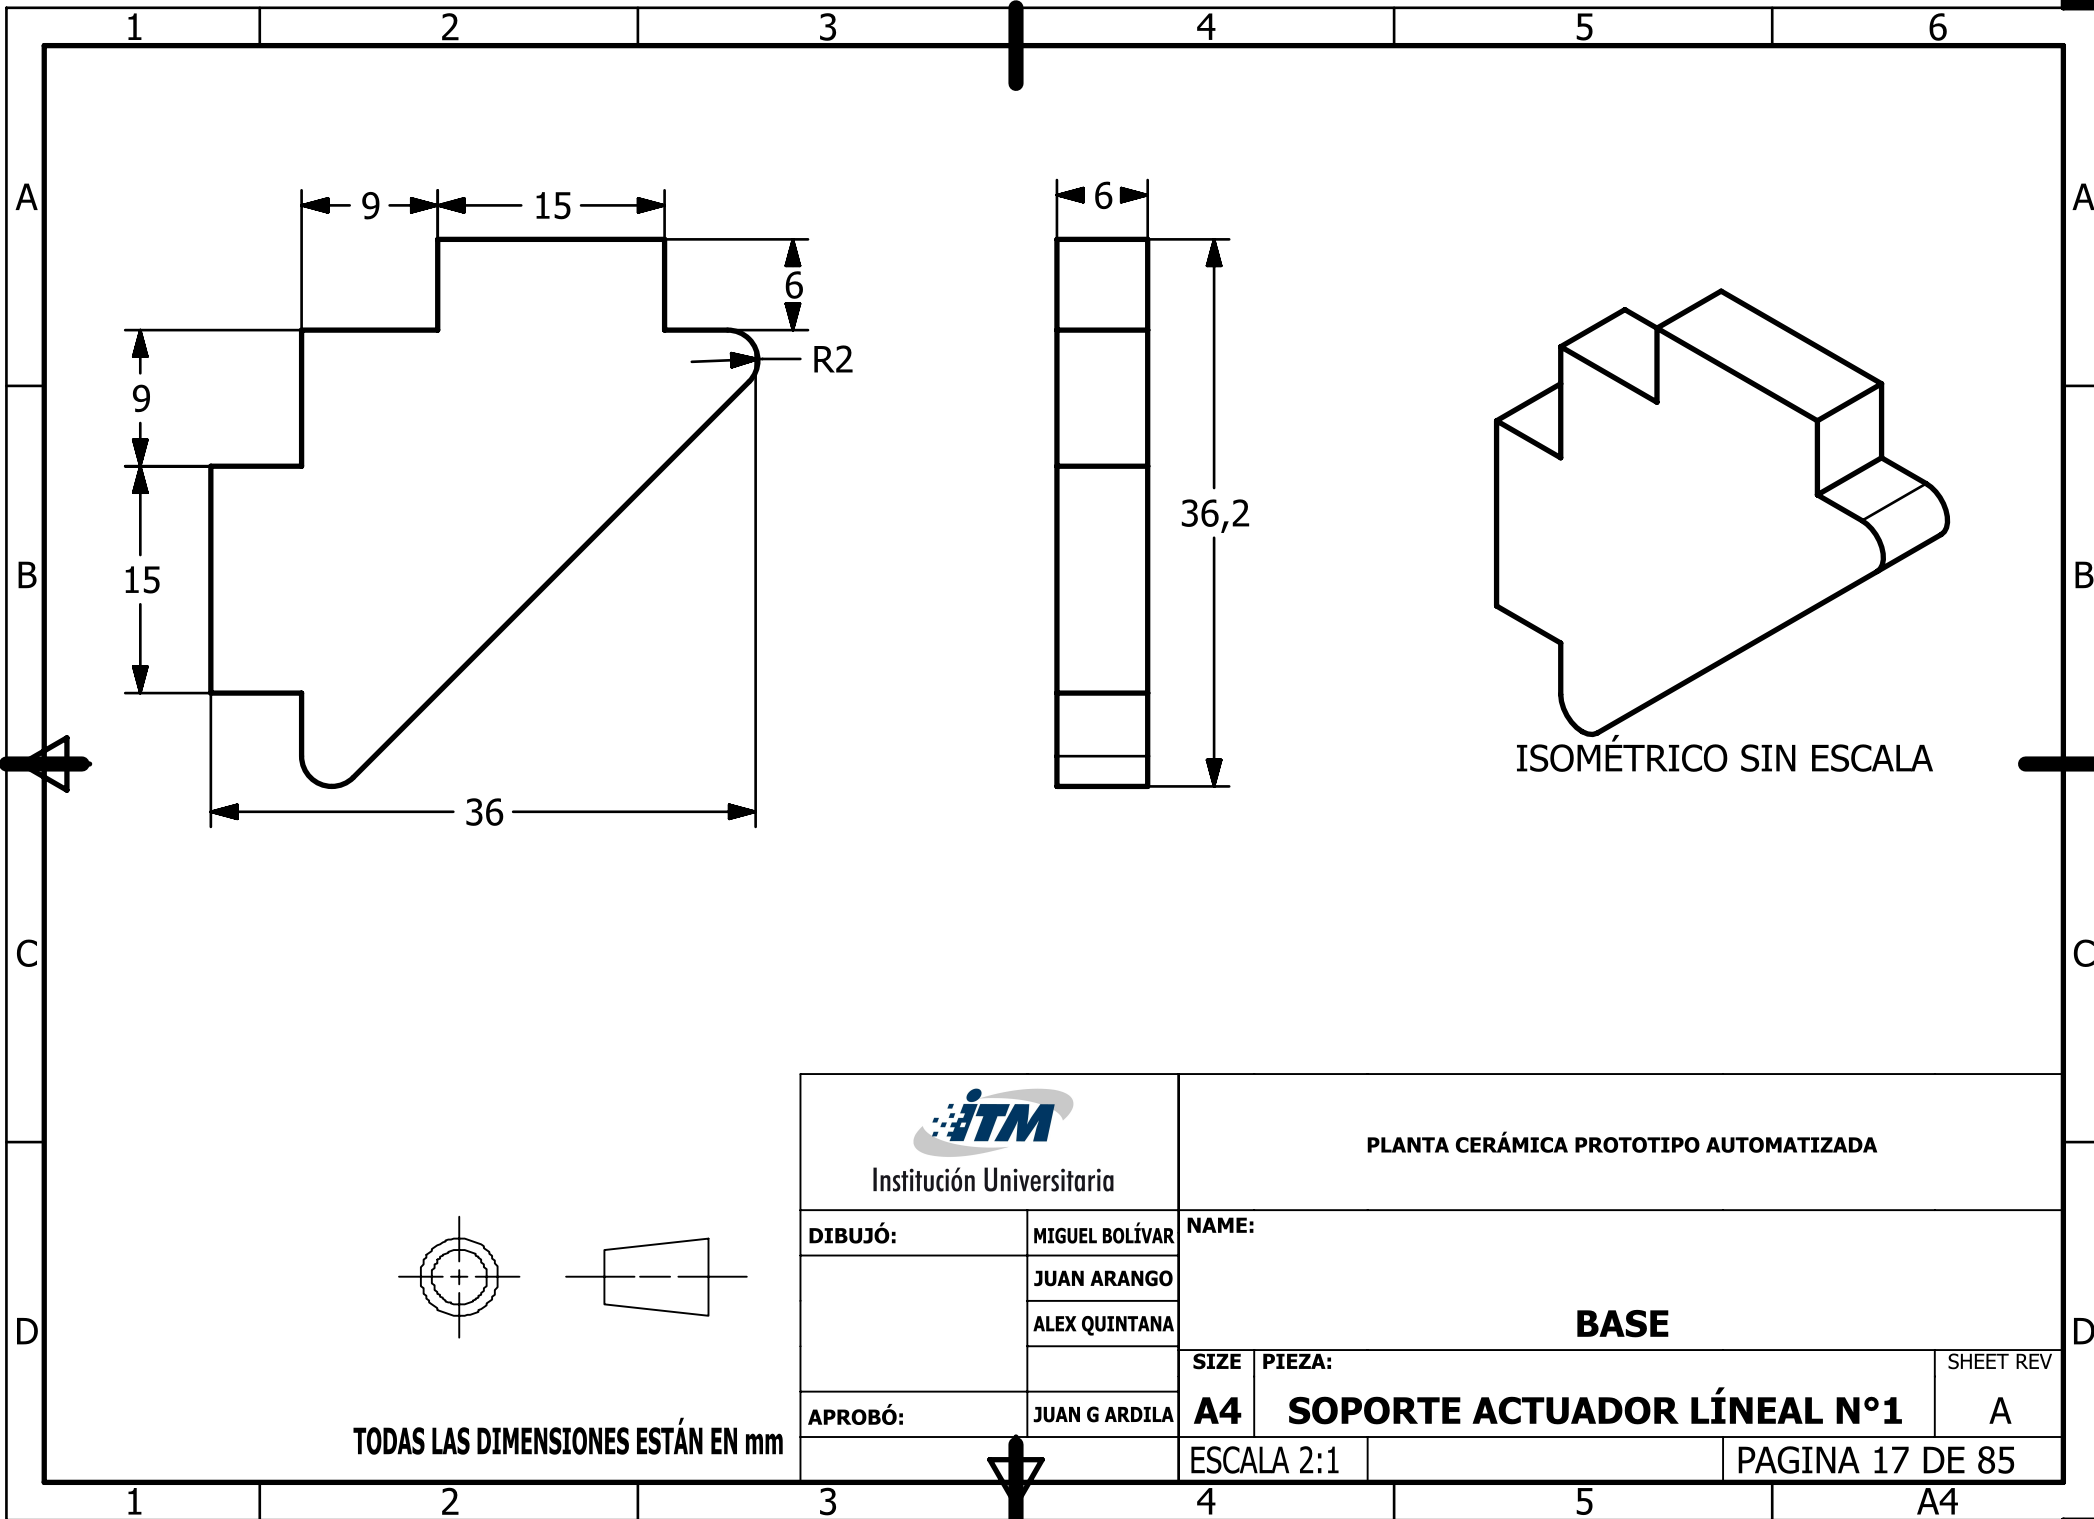 1 2 3 4 5 6
A A
9 15 6
6
R2
9
B B
15
36,2
36
ISOMÉTRICO SIN ESCALA
C C
iTM
Institución Universitaria
PLANTA CERÁMICA PROTOTIPO AUTOMATIZADA
DIBUJÓ: MIGUEL BOLÍVAR
JUAN ARANGO
ALEX QUINTANA
NAME:
BASE
D D
SIZE PIEZA: SHEET REV
APROBÓ: JUAN G ARDILA
A4 SOPORTE ACTUADOR LÍNEAL N°1 A
TODAS LAS DIMENSIONES ESTÁN EN mm
ESCALA 2:1 PAGINA 17 DE 85
1 2 3 4 5 A4